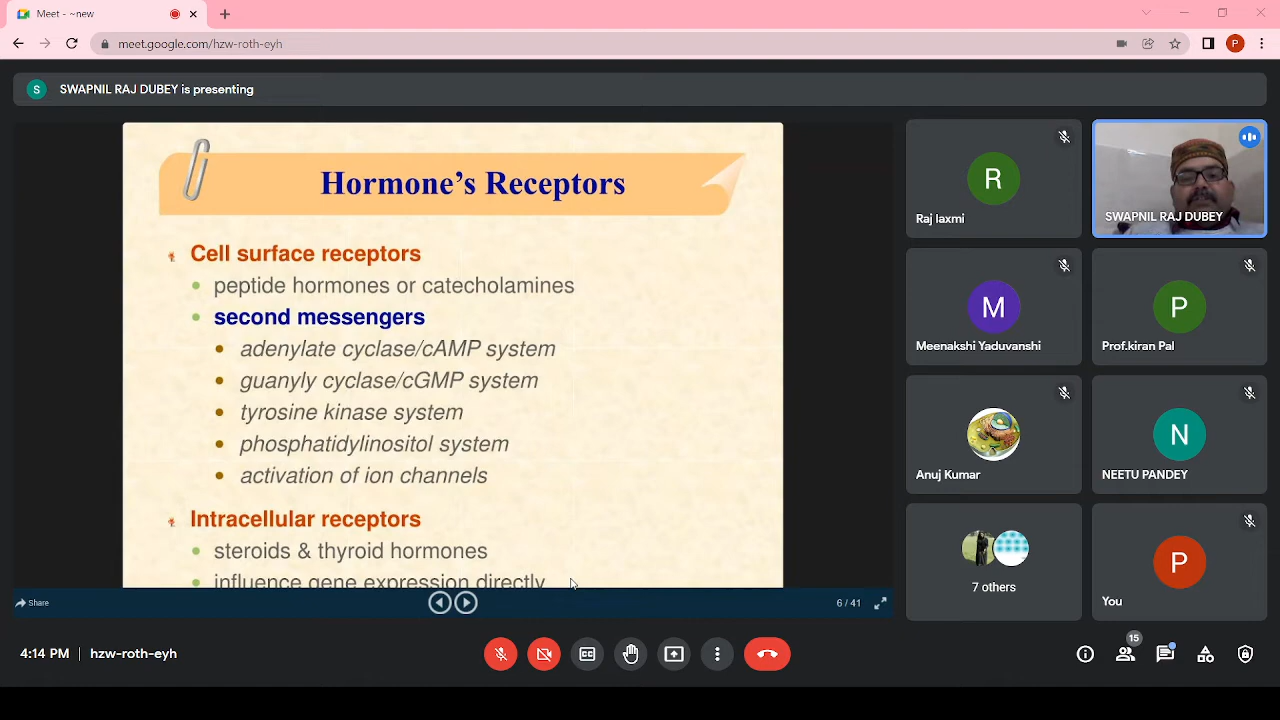 Meet - ~new
meet.google.com/hzw-roth-eyh
P
S
SWAPNIL RAJ DUBEY is presenting
Hormone's Receptors
Cell surface receptors
peptide hormones or catecholamines
second messengers
adenylate cyclase/cAMP system
guanyly cyclase/cGMP system
tyrosine kinase system
phosphatidylinositol system
activation of ion channels
Intracellular receptors
steroids & thyroid hormones
influence gene expression directly
Share
6 / 41
R
Raj laxmi
SWAPNIL RAJ DUBEY
M
Meenakshi Yaduvanshi
P
Prof.kiran Pal
Anuj Kumar
N
NEETU PANDEY
7 others
P
You
4:14 PM | hzw-roth-eyh
CC
15